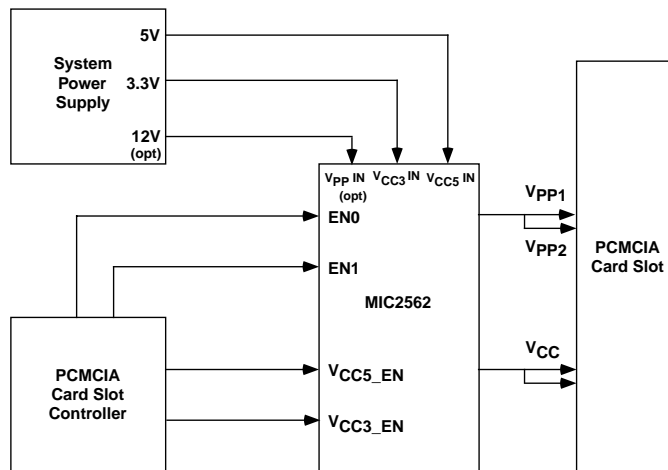 System
Power
Supply
5V
3.3V
12V
(opt)
VPP IN
(opt)
VCC3 IN
VCC5 IN
EN0
EN1
MIC2562
VCC5_EN
VCC3_EN
PCMCIA
Card Slot
Controller
VPP1
VPP2
VCC
PCMCIA
Card Slot